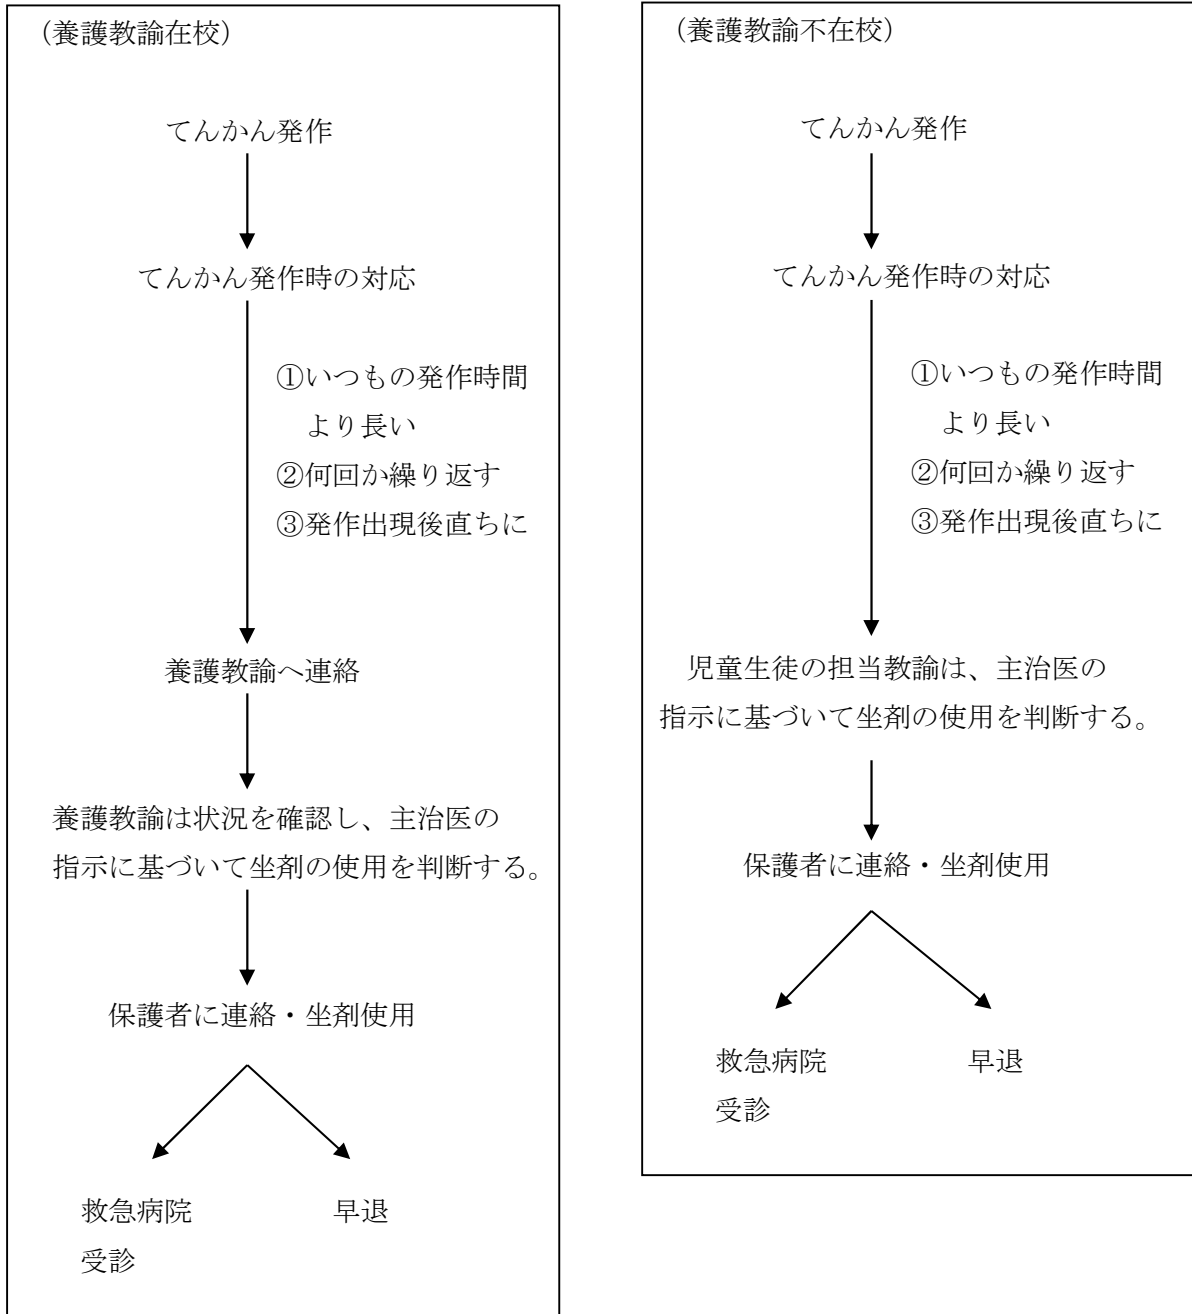 （養護教諭在校）
てんかん発作
てんかん発作時の対応
①いつもの発作時間
より長い
②何回か繰り返す
③発作出現後直ちに
養護教諭へ連絡
養護教諭は状況を確認し、主治医の
指示に基づいて坐剤の使用を判断する。
保護者に連絡・坐剤使用
救急病院
受診
早退
（養護教諭不在校）
てんかん発作
てんかん発作時の対応
①いつもの発作時間
より長い
②何回か繰り返す
③発作出現後直ちに
児童生徒の担当教諭は、主治医の
指示に基づいて坐剤の使用を判断する。
保護者に連絡・坐剤使用
救急病院
受診
早退